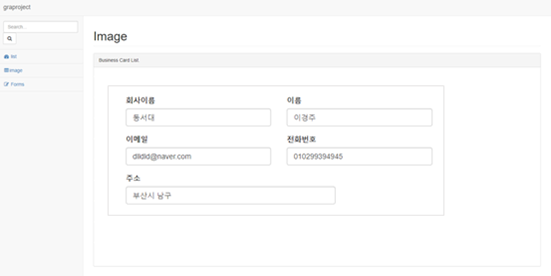 graproject
Search...
list
image
Forms
Image
Business Card List
회사이름 이름
동서대 이경주
이메일 전화번호
dlldld@naver.com 010299394945
주소
부산시 남구